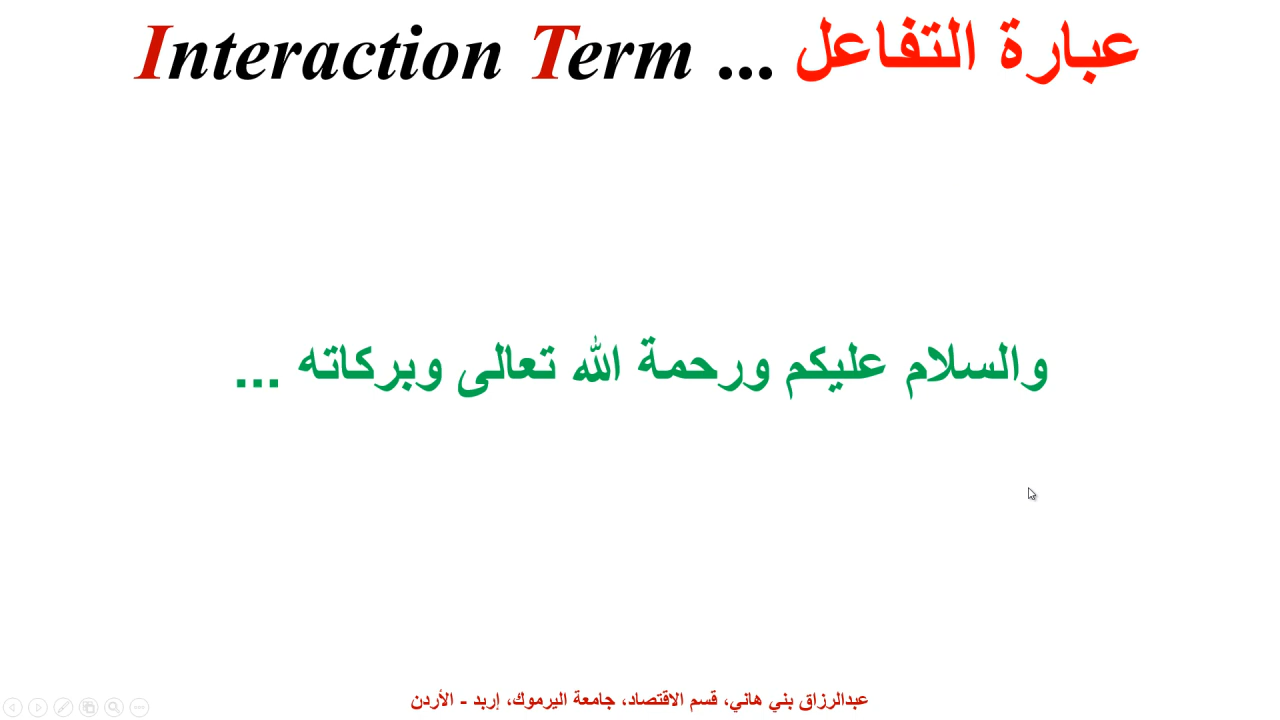 عبارة التفاعل ... Interaction Term
والسلام عليكم ورحمة الله تعالى وبركاته ...
عبدالرزاق بني هاني، قسم الاقتصاد، جامعة اليرموك، إربد - الأردن